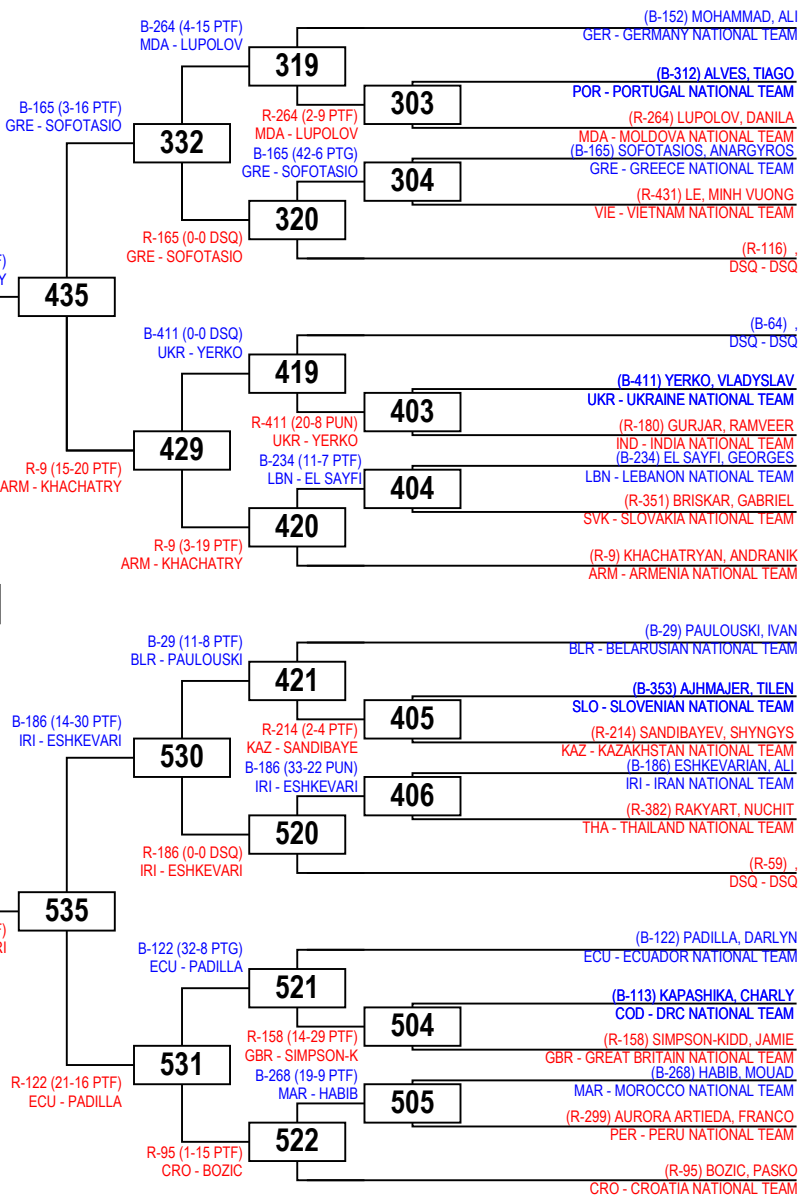 (B-152) MOHAMMAD, ALI
GER - GERMANY NATIONAL TEAM
B-264 (4-15 PTF)
MDA - LUPOLOV
319
(B-312) ALVES, TIAGO
POR - PORTUGAL NATIONAL TEAM
303
R-264 (2-9 PTF)
MDA - LUPOLOV
(R-264) LUPOLOV, DANILA
MDA - MOLDOVA NATIONAL TEAM
B-165 (3-16 PTF)
GRE - SOFOTASIO
332
B-165 (42-6 PTG)
GRE - SOFOTASIO
(B-165) SOFOTASIOS, ANARGYROS
GRE - GREECE NATIONAL TEAM
304
(R-431) LE, MINH VUONG
VIE - VIETNAM NATIONAL TEAM
320
R-165 (0-0 DSQ)
GRE - SOFOTASIO
(R-116) ,
DSQ - DSQ
435
B-411 (0-0 DSQ)
UKR - YERKO
(B-64) ,
DSQ - DSQ
419
(B-411) YERKO, VLADYSLAV
UKR - UKRAINE NATIONAL TEAM
403
R-411 (20-8 PUN)
UKR - YERKO
(R-180) GURJAR, RAMVEER
IND - INDIA NATIONAL TEAM
429
R-9 (15-20 PTF)
ARM - KHACHATRY
B-234 (11-7 PTF)
LBN - EL SAYFI
(B-234) EL SAYFI, GEORGES
LBN - LEBANON NATIONAL TEAM
404
(R-351) BRISKAR, GABRIEL
SVK - SLOVAKIA NATIONAL TEAM
420
R-9 (3-19 PTF)
ARM - KHACHATRY
(R-9) KHACHATRYAN, ANDRANIK
ARM - ARMENIA NATIONAL TEAM
B-29 (11-8 PTF)
BLR - PAULOUSKI
(B-29) PAULOUSKI, IVAN
BLR - BELARUSIAN NATIONAL TEAM
421
(B-353) AJHMAJER, TILEN
SLO - SLOVENIAN NATIONAL TEAM
405
R-214 (2-4 PTF)
KAZ - SANDIBAYE
(R-214) SANDIBAYEV, SHYNGYS
KAZ - KAZAKHSTAN NATIONAL TEAM
B-186 (14-30 PTF)
IRI - ESHKEVARI
530
B-186 (33-22 PUN)
IRI - ESHKEVARI
(B-186) ESHKEVARIAN, ALI
IRI - IRAN NATIONAL TEAM
406
(R-382) RAKYART, NUCHIT
THA - THAILAND NATIONAL TEAM
520
R-186 (0-0 DSQ)
IRI - ESHKEVARI
(R-59) ,
DSQ - DSQ
535
B-122 (32-8 PTG)
ECU - PADILLA
(B-122) PADILLA, DARLYN
ECU - ECUADOR NATIONAL TEAM
521
(B-113) KAPASHIKA, CHARLY
COD - DRC NATIONAL TEAM
504
R-158 (14-29 PTF)
GBR - SIMPSON-K
(R-158) SIMPSON-KIDD, JAMIE
GBR - GREAT BRITAIN NATIONAL TEAM
531
R-122 (21-16 PTF)
ECU - PADILLA
B-268 (19-9 PTF)
MAR - HABIB
(B-268) HABIB, MOUAD
MAR - MOROCCO NATIONAL TEAM
505
(R-299) AURORA ARTIEDA, FRANCO
PER - PERU NATIONAL TEAM
522
R-95 (1-15 PTF)
CRO - BOZIC
(R-95) BOZIC, PASKO
CRO - CROATIA NATIONAL TEAM